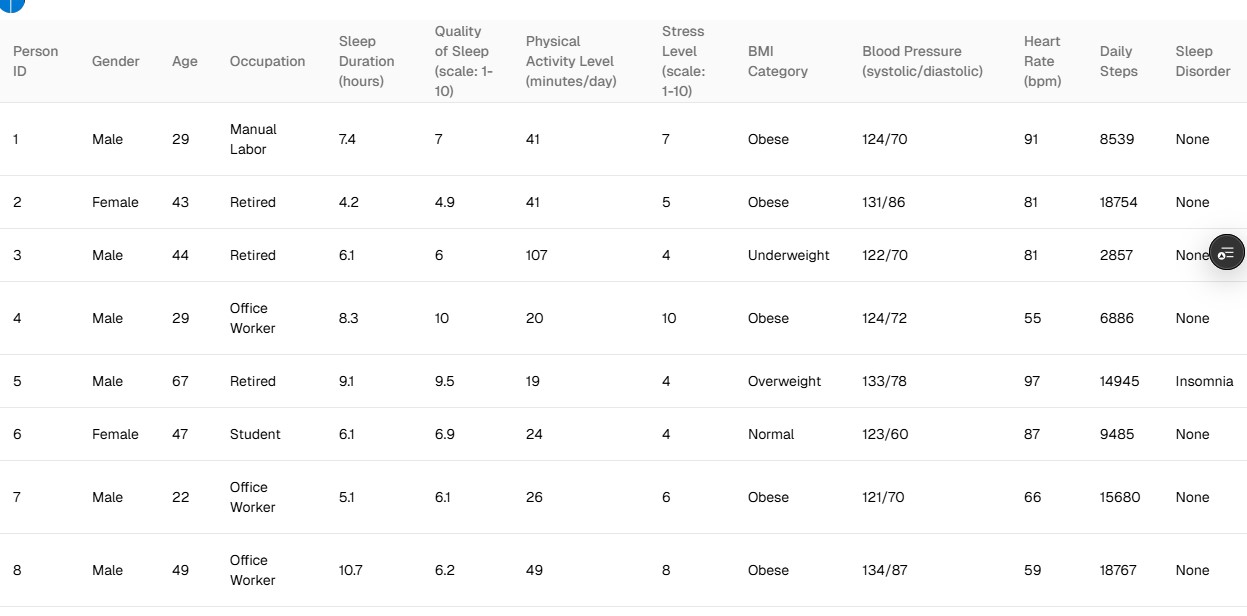 Person ID Gender Age Occupation Sleep Duration (hours) Quality of Sleep (scale: 1-10) Physical Activity Level (minutes/day) Stress Level (scale: 1-10) BMI Category Blood Pressure (systolic/diastolic) Heart Rate (bpm) Daily Steps Sleep Disorder
1 Male 29 Manual Labor 7.4 7 41 7 Obese 124/70 91 8539 None
2 Female 43 Retired 4.2 4.9 41 5 Obese 131/86 81 18754 None
3 Male 44 Retired 6.1 6 107 4 Underweight 122/70 81 2857 None
4 Male 29 Office Worker 8.3 10 20 10 Obese 124/72 55 6886 None
5 Male 67 Retired 9.1 9.5 19 4 Overweight 133/78 97 14945 Insomnia
6 Female 47 Student 6.1 6.9 24 4 Normal 123/60 87 9485 None
7 Male 22 Office Worker 5.1 6.1 26 6 Obese 121/70 66 15680 None
8 Male 49 Office Worker 10.7 6.2 49 8 Obese 134/87 59 18767 None